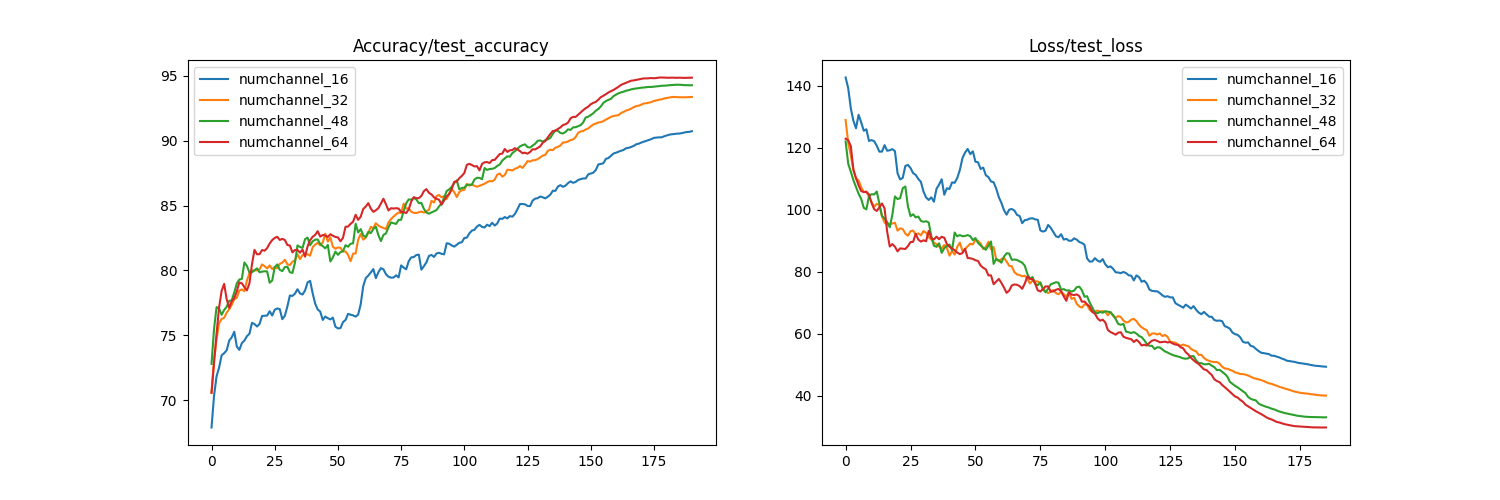 Accuracy/test_accuracy
95
90
85
80
75
70
numchannel_16
numchannel_32
numchannel_48
numchannel_64
0
25
50
75
100
125
150
175
Loss/test_loss
140
120
100
80
60
40
numchannel_16
numchannel_32
numchannel_48
numchannel_64
0
25
50
75
100
125
150
175